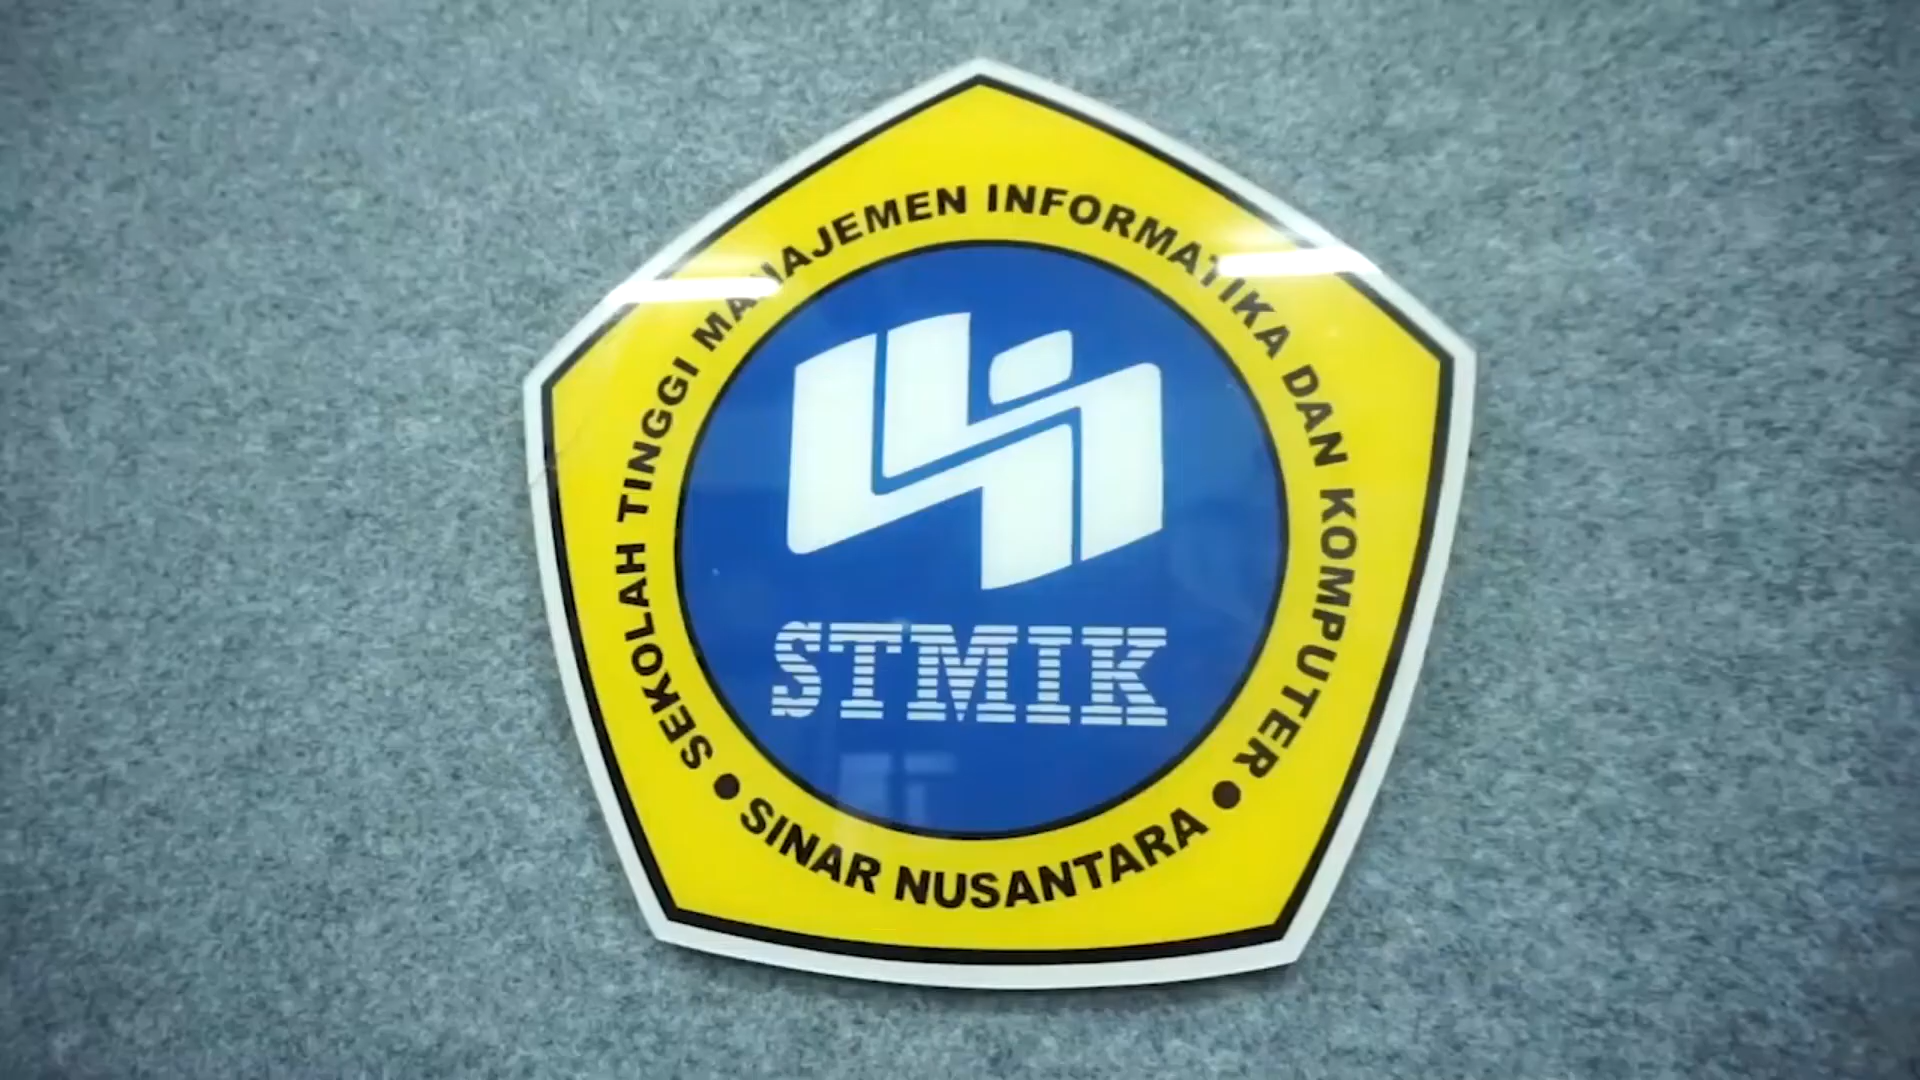 SEKOLAH TINGGI MANAJEMEN INFORMATIKA DAN KOMPUTER
STMIK
• SINAR NUSANTARA •